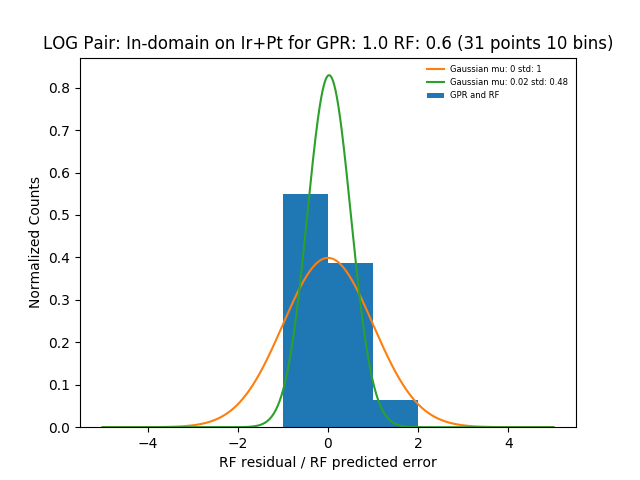 LOG Pair: In-domain on Ir+Pt for GPR: 1.0 RF: 0.6 (31 points 10 bins)
Gaussian mu: 0 std: 1
Gaussian mu: 0.02 std: 0.48
GPR and RF
Normalized Counts
0.8
0.7
0.6
0.5
0.4
0.3
0.2
0.1
0.0
−4 −2 0 2 4
RF residual / RF predicted error